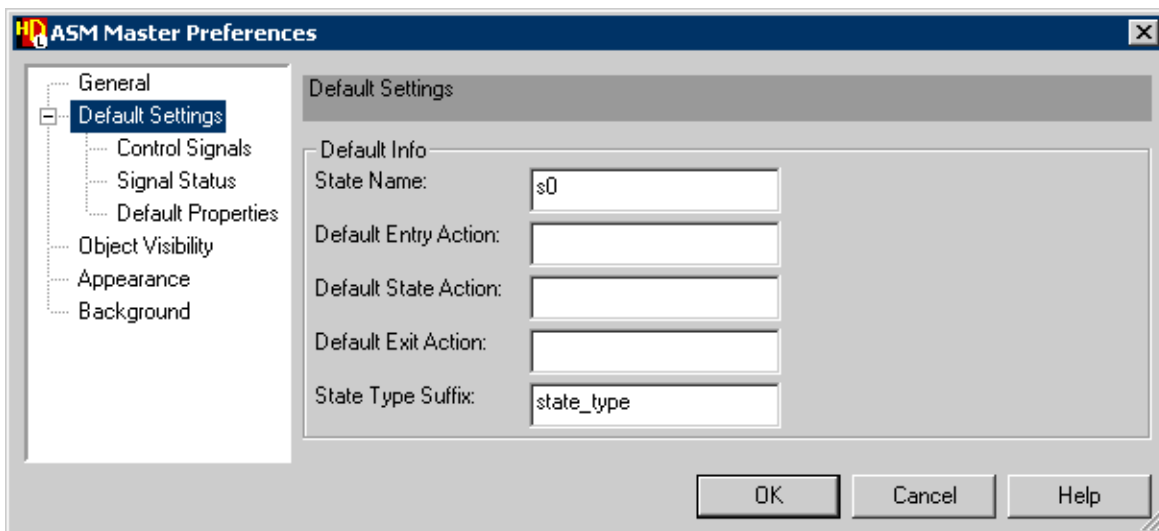 HDL ASM Master Preferences
General
Default Settings
Control Signals
Signal Status
Default Properties
Object Visibility
Appearance
Background
Default Settings
Default Info
State Name: s0
Default Entry Action:
Default State Action:
Default Exit Action:
State Type Suffix: state_type
OK Cancel Help